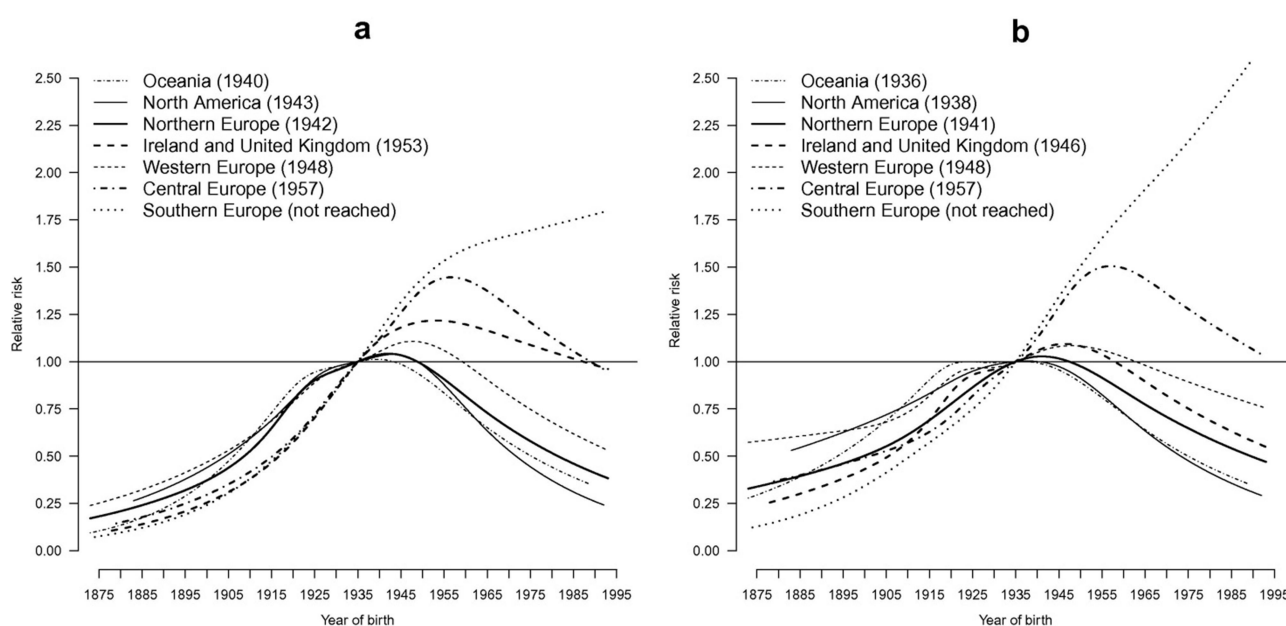 a
Oceania (1940)
North America (1943)
Northern Europe (1942)
Ireland and United Kingdom (1953)
Western Europe (1948)
Central Europe (1957)
Southern Europe (not reached)
2.50
2.25
2.00
1.75
1.50
1.25
1.00
0.75
0.50
0.25
0.00
Relative risk
1875 1885 1895 1905 1915 1925 1935 1945 1955 1965 1975 1985 1995
Year of birth
b
Oceania (1936)
North America (1938)
Northern Europe (1941)
Ireland and United Kingdom (1946)
Western Europe (1948)
Central Europe (1957)
Southern Europe (not reached)
2.50
2.25
2.00
1.75
1.50
1.25
1.00
0.75
0.50
0.25
0.00
Relative risk
1875 1885 1895 1905 1915 1925 1935 1945 1955 1965 1975 1985 1995
Year of birth